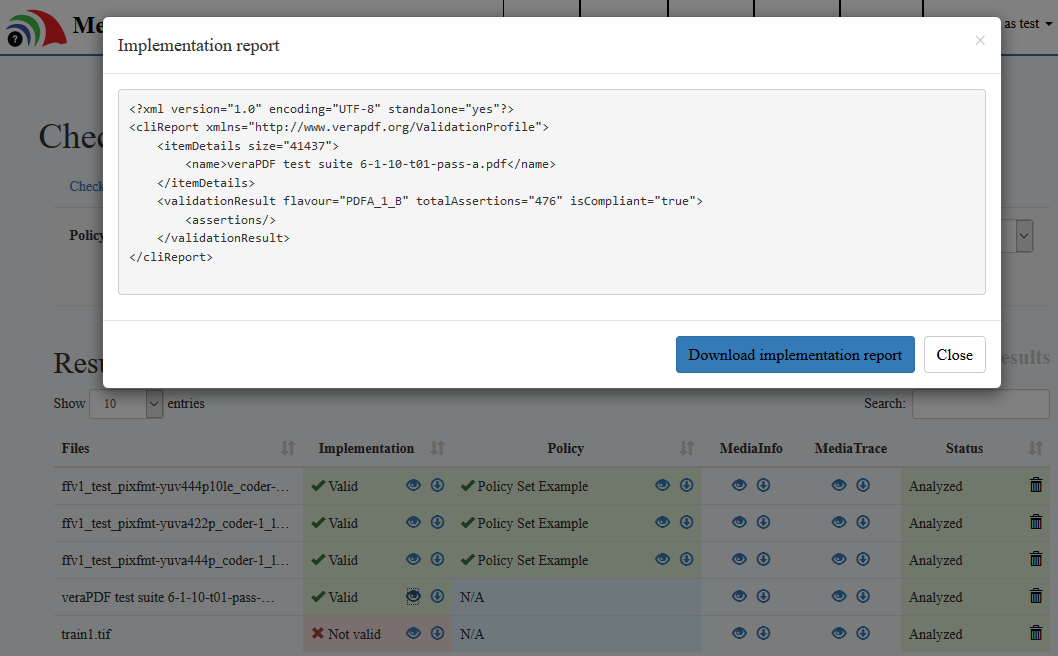 ?
Me
as test
Implementation report
×
<?xml version="1.0" encoding="UTF-8" standalone="yes"?>
<cliReport xmlns="http://www.verapdf.org/ValidationProfile">
    <itemDetails size="41437">
        <name>veraPDF test suite 6-1-10-t01-pass-a.pdf</name>
    </itemDetails>
    <validationResult flavour="PDFA_1_B" totalAssertions="476" isCompliant="true">
        <assertions/>
    </validationResult>
</cliReport>
Download implementation report Close
Chec
Check
Policy
Resu esults
Show 10 entries Search:
Files Implementation Policy MediaInfo MediaTrace Status
ffv1_test_pixfmt-yuv444p10le_coder-... Valid Policy Set Example Analyzed
ffv1_test_pixfmt-yuva422p_coder-1_l... Valid Policy Set Example Analyzed
ffv1_test_pixfmt-yuva444p_coder-1_l... Valid Policy Set Example Analyzed
veraPDF test suite 6-1-10-t01-pass-... Valid N/A Analyzed
train1.tif Not valid N/A Analyzed